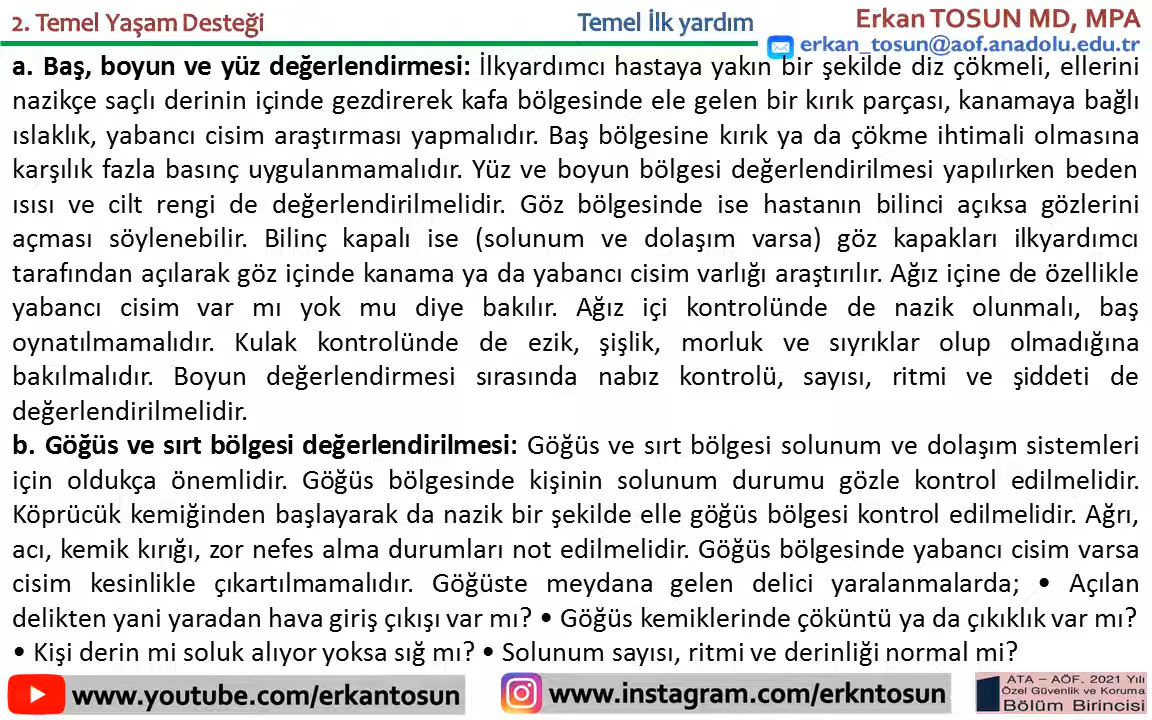 2. Temel Yaşam Desteği
Temel İlk yardım
Erkan TOSUN MD, MPA
erkan_tosun@aof.anadolu.edu.tr
a. Baş, boyun ve yüz değerlendirmesi: İlkyardımcı hastaya yakın bir şekilde diz çökmeli, ellerini
nazikçe saçlı derinin içinde gezdirerek kafa bölgesinde ele gelen bir kırık parçası, kanamaya bağlı
ıslaklık, yabancı cisim araştırması yapmalıdır. Baş bölgesine kırık ya da çökme ihtimali olmasına
karşılık fazla basınç uygulanmamalıdır. Yüz ve boyun bölgesi değerlendirilmesi yapılırken beden
ısısı ve cilt rengi de değerlendirilmelidir. Göz bölgesinde ise hastanın bilinci açıksa gözlerini
açması söylenebilir. Bilinç kapalı ise (solunum ve dolaşım varsa) göz kapakları ilkyardımcı
tarafından açılarak göz içinde kanama ya da yabancı cisim varlığı araştırılır. Ağız içine de özellikle
yabancı cisim var mı yok mu diye bakılır. Ağız içi kontrolünde de nazik olunmalı, baş
oynatılmamalıdır. Kulak kontrolünde de ezik, şişlik, morluk ve sıyrıklar olup olmadığına
bakılmalıdır. Boyun değerlendirmesi sırasında nabız kontrolü, sayısı, ritmi ve şiddeti de
değerlendirilmelidir.
b. Göğüs ve sırt bölgesi değerlendirilmesi: Göğüs ve sırt bölgesi solunum ve dolaşım sistemleri
için oldukça önemlidir. Göğüs bölgesinde kişinin solunum durumu gözle kontrol edilmelidir.
Köprücük kemiğinden başlayarak da nazik bir şekilde elle göğüs bölgesi kontrol edilmelidir. Ağrı,
acı, kemik kırığı, zor nefes alma durumları not edilmelidir. Göğüs bölgesinde yabancı cisim varsa
cisim kesinlikle çıkartılmamalıdır. Göğüste meydana gelen delici yaralanmalarda; • Açılan
delikten yani yaradan hava giriş çıkışı var mı? • Göğüs kemiklerinde çöküntü ya da çıkıklık var mı?
• Kişi derin mi soluk alıyor yoksa sığ mı? • Solunum sayısı, ritmi ve derinliği normal mi?
www.youtube.com/erkantosun
www.instagram.com/erkntosun
ATA – AÖF. 2021 Yılı
Özel Güvenlik ve Koruma
Bölüm Birincisi